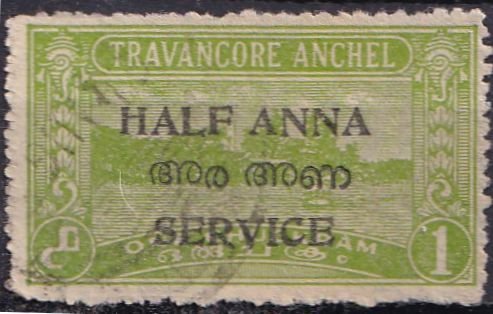 TRAVANCORE ANCHEL
HALF ANNA
അര അണ
SERVICE
1